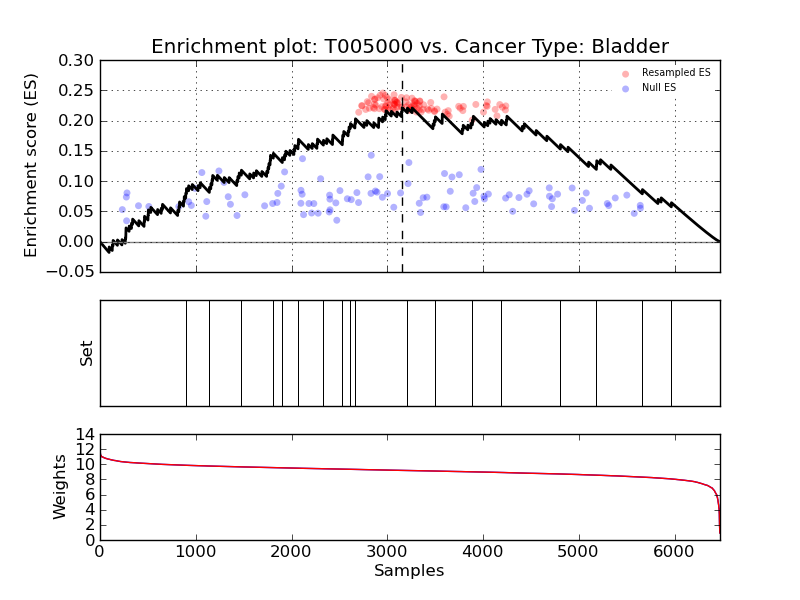 Enrichment plot: T005000 vs. Cancer Type: Bladder
Enrichment score (ES)
0.30
0.25
0.20
0.15
0.10
0.05
0.00
−0.05
Resampled ES
Null ES
Set
Weights
14
12
10
8
6
4
2
0
0 1000 2000 3000 4000 5000 6000
Samples